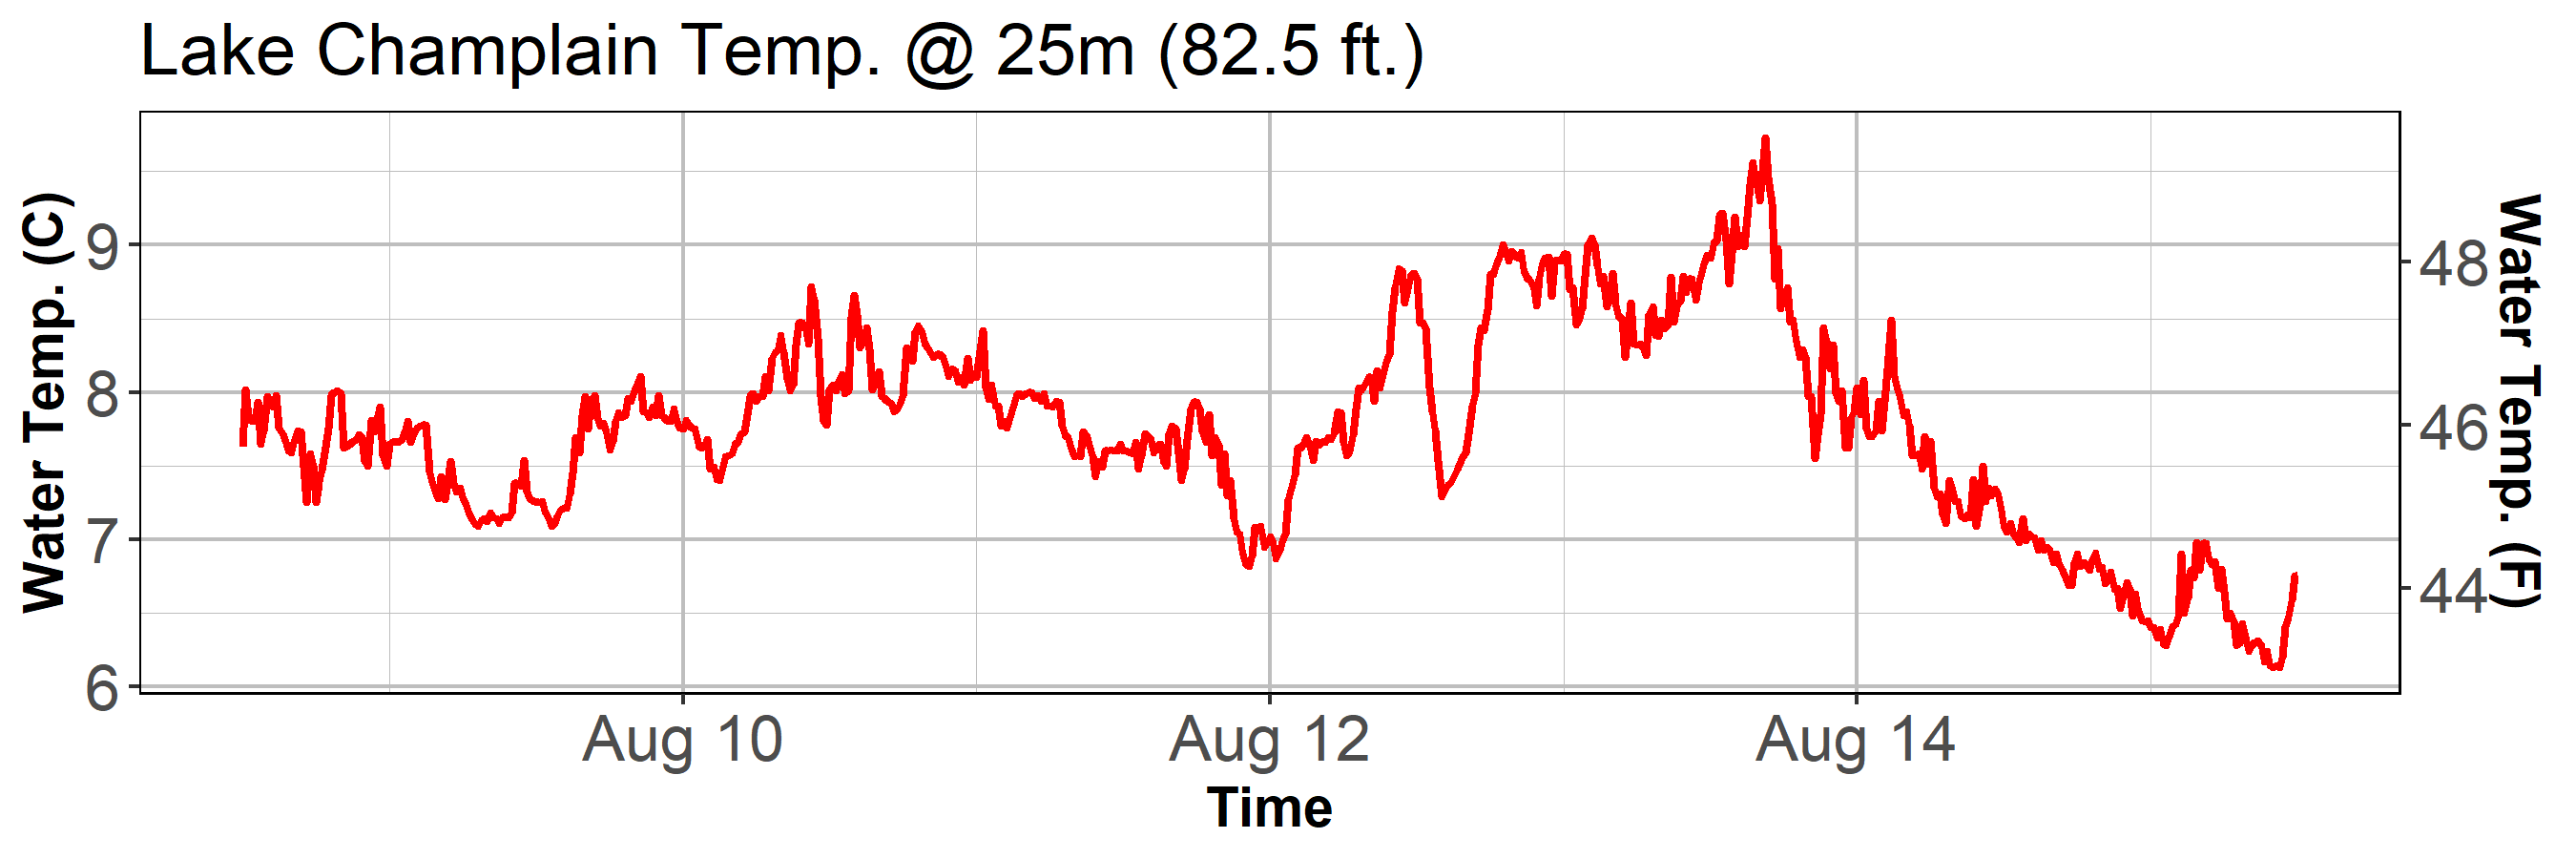 Lake Champlain Temp. @ 25m (82.5 ft.)
Water Temp. (C)
9
8
7
6
48
46
44
Water Temp. (F)
Aug 10
Aug 12
Aug 14
Time